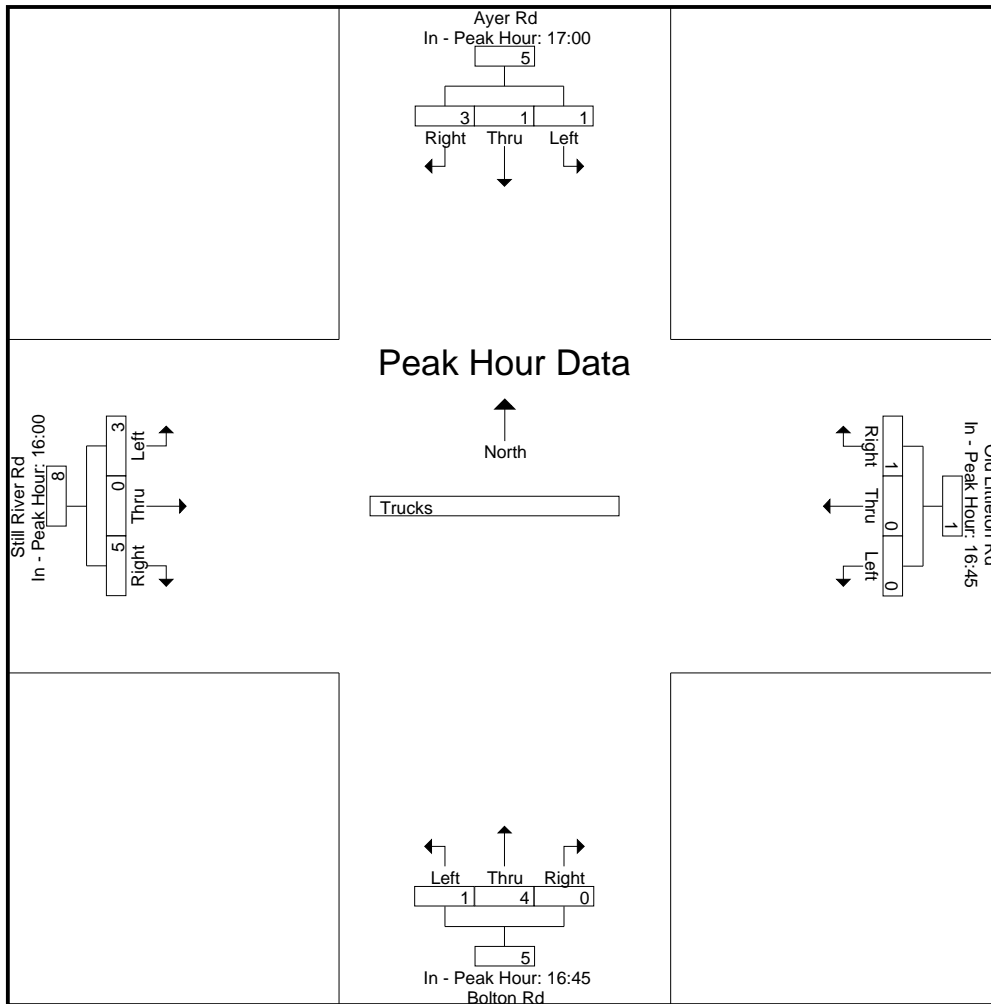 Ayer Rd
In - Peak Hour: 17:00
5
3 1 1
Right Thru Left
Peak Hour Data
North
Trucks
Still River Rd
In - Peak Hour: 16:00
8
3 0 5
Left Thru Right
Old Littleton Rd
In - Peak Hour: 16:45
1
1 0 0
Right Thru Left
Left Thru Right
1 4 0
5
In - Peak Hour: 16:45
Bolton Rd